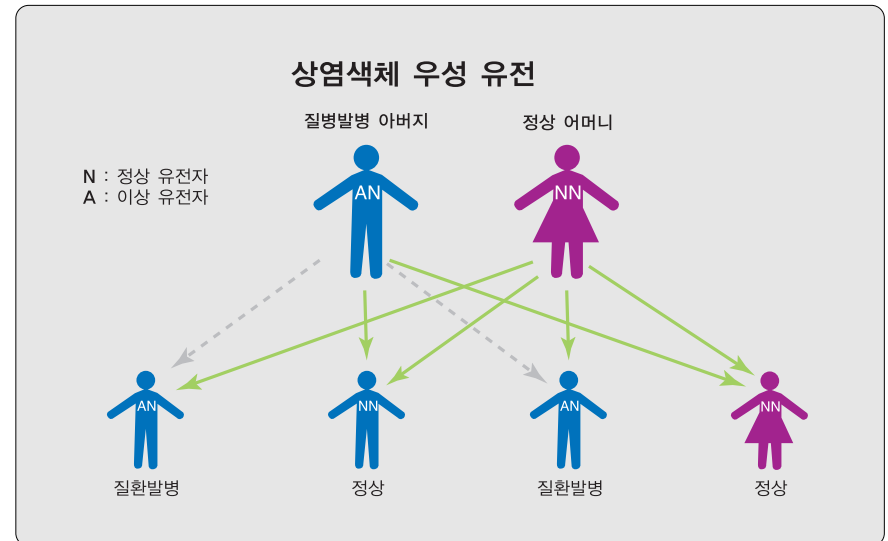 상염색체 우성 유전
질병발병 아버지
정상 어머니
N : 정상 유전자
A : 이상 유전자
AN
NN
AN
NN
AN
NN
질환발병
정상
질환발병
정상